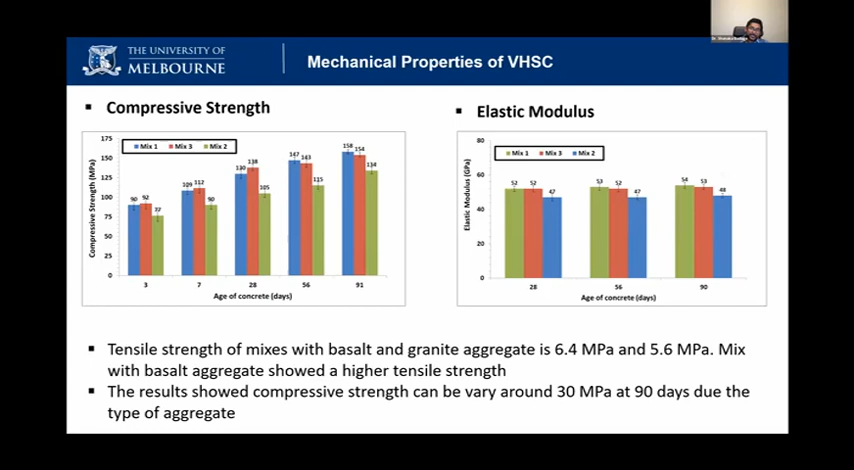 THE UNIVERSITY OF
MELBOURNE
Mechanical Properties of VHSC
▪ Compressive Strength
175
150
125
100
75
50
25
0
Compressive Strength (MPa)
Mix 1 Mix 3 Mix 2
90 92 77
109 112 90
130 138 105
147 143 115
158 154 134
3 7 28 56 91
Age of concrete (days)
▪ Elastic Modulus
80
60
40
20
0
Elastic Modulus (GPa)
Mix 1 Mix 3 Mix 2
52 52 47
53 52 47
54 53 48
28 56 90
Age of concrete (days)
▪ Tensile strength of mixes with basalt and granite aggregate is 6.4 MPa and 5.6 MPa. Mix
with basalt aggregate showed a higher tensile strength
▪ The results showed compressive strength can be vary around 30 MPa at 90 days due the
type of aggregate